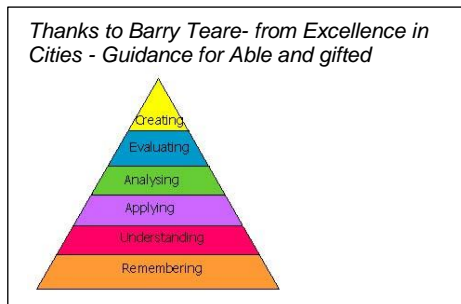 Thanks to Barry Teare- from Excellence in
Cities - Guidance for Able and gifted
Creating
Evaluating
Analysing
Applying
Understanding
Remembering